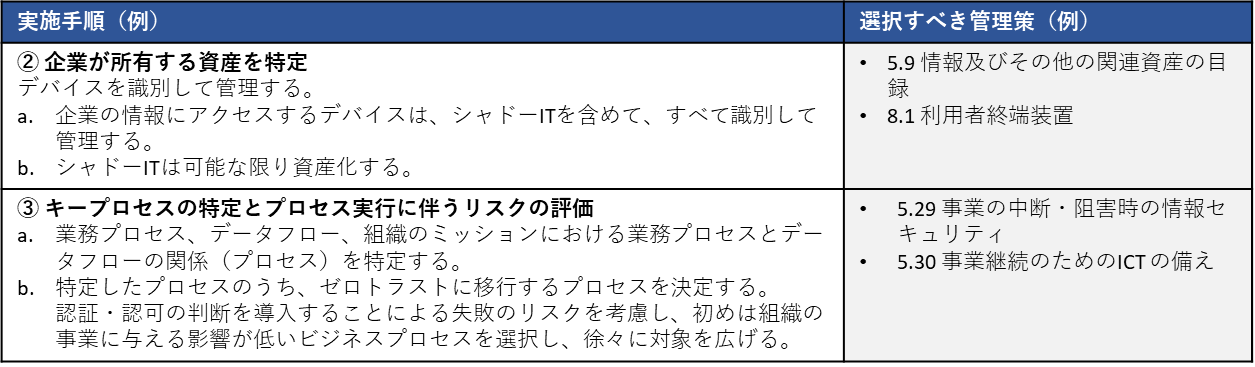 実施手順（例）
選択すべき管理策（例）
② 企業が所有する資産を特定
デバイスを識別して管理する。
a. 企業の情報にアクセスするデバイスは、シャドーITを含めて、すべて識別して
管理する。
b. シャドーITは可能な限り資産化する。
• 5.9 情報及びその他の関連資産の目
録
• 8.1 利用者終端装置
③ キープロセスの特定とプロセス実行に伴うリスクの評価
a. 業務プロセス、データフロー、組織のミッションにおける業務プロセスとデー
タフローの関係（プロセス）を特定する。
b. 特定したプロセスのうち、ゼロトラストに移行するプロセスを決定する。
認証・認可の判断を導入することによる失敗のリスクを考慮し、初めは組織の
事業に与える影響が低いビジネスプロセスを選択し、徐々に対象を広げる。
• 5.29 事業の中断・阻害時の情報セ
キュリティ
• 5.30 事業継続のためのICTの備え